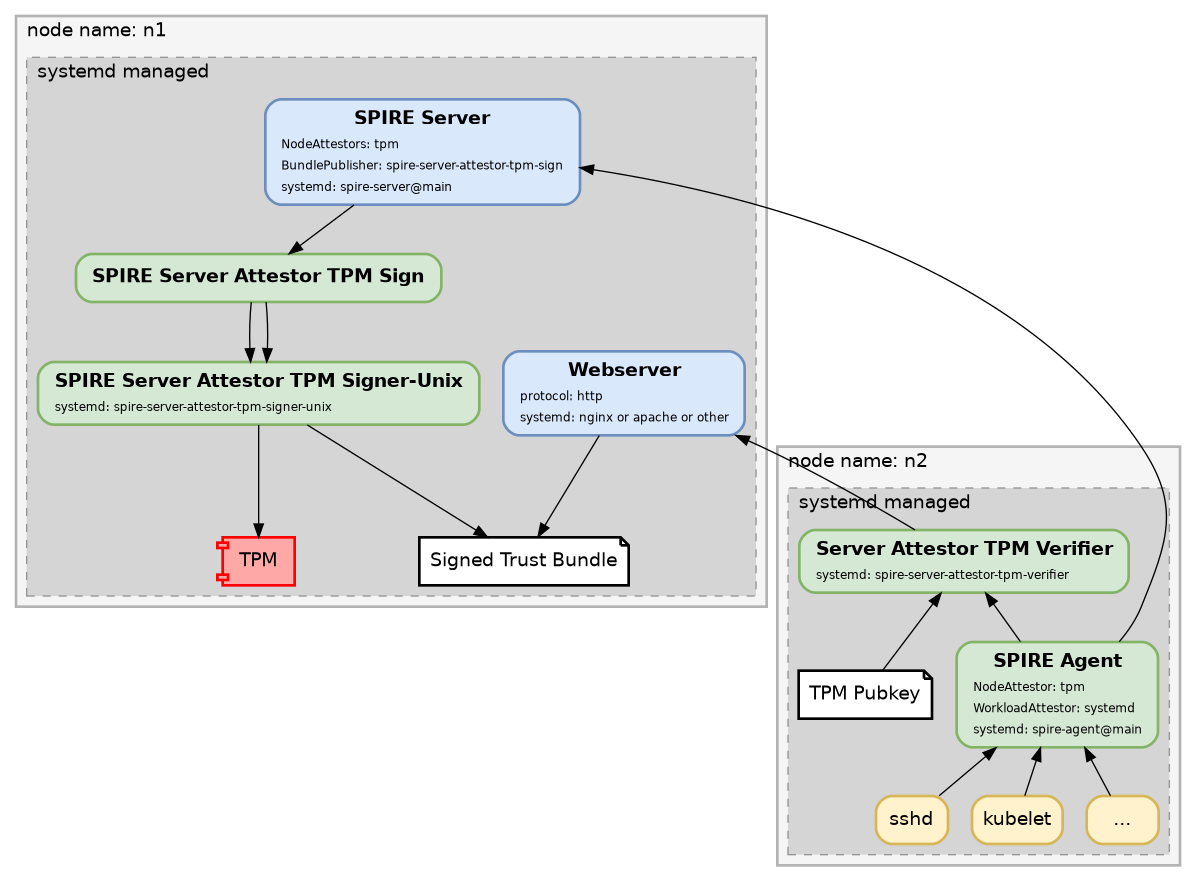 node name: n1
systemd managed
SPIRE Server
NodeAttestors: tpm
BundlePublisher: spire-server-attestor-tpm-sign
systemd: spire-server@main
SPIRE Server Attestor TPM Sign
SPIRE Server Attestor TPM Signer-Unix
systemd: spire-server-attestor-tpm-signer-unix
Webserver
protocol: http
systemd: nginx or apache or other
TPM
Signed Trust Bundle
node name: n2
systemd managed
Server Attestor TPM Verifier
systemd: spire-server-attestor-tpm-verifier
TPM Pubkey
SPIRE Agent
NodeAttestor: tpm
WorkloadAttestor: systemd
systemd: spire-agent@main
sshd
kubelet
...